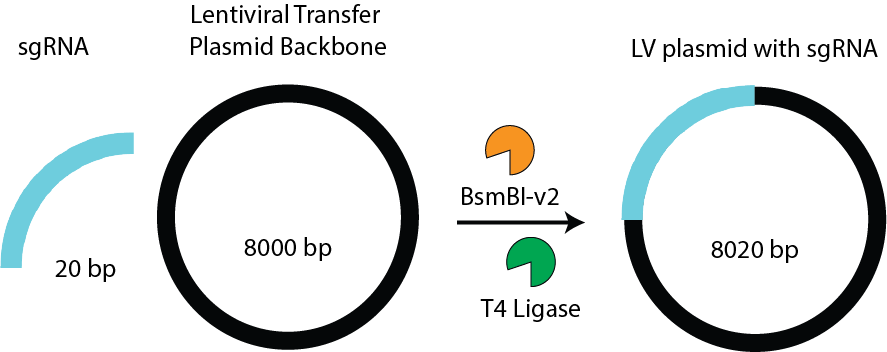 sgRNA
Lentiviral Transfer
Plasmid Backbone
LV plasmid with sgRNA
20 bp
8000 bp
BsmBI-v2
T4 Ligase
8020 bp